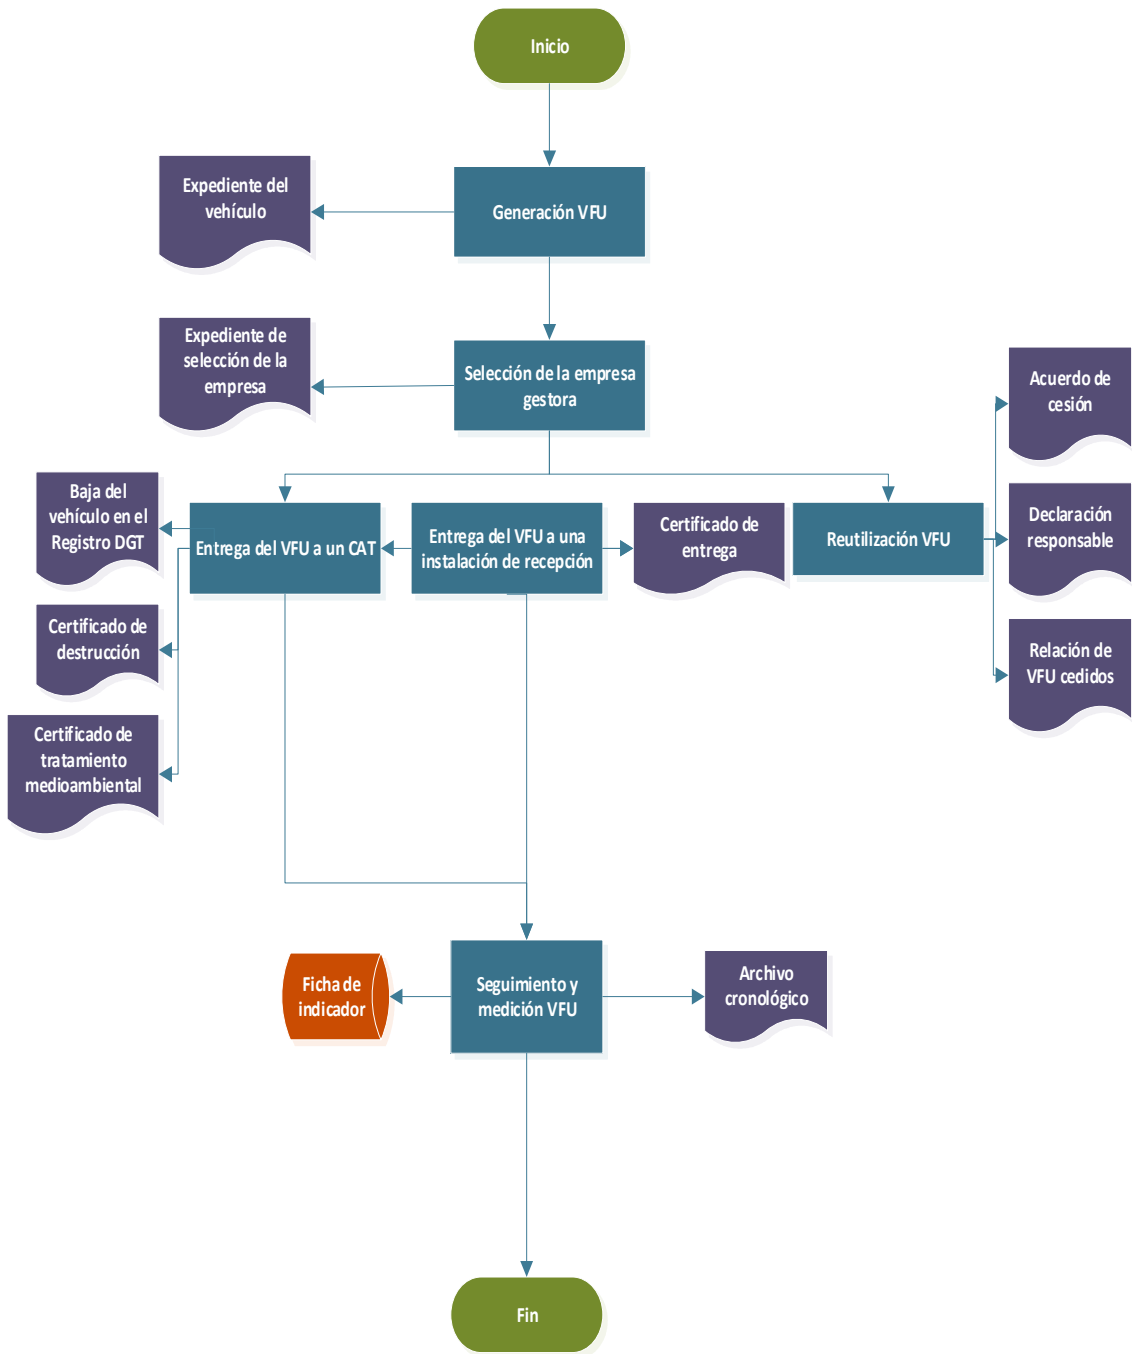 Inicio
Expediente del
vehículo
Generación VFU
Expediente de
selección de la
empresa
Selección de la empresa
gestora
Acuerdo de
cesión
Baja del
vehículo en el
Registro DGT
Entrega del VFU a un CAT
Entrega del VFU a una
instalación de recepción
Certificado de
entrega
Reutilización VFU
Declaración
responsable
Certificado de
destrucción
Relación de
VFU cedidos
Certificado de
tratamiento
medioambiental
Ficha de
indicador
Seguimiento y
medición VFU
Archivo
cronológico
Fin